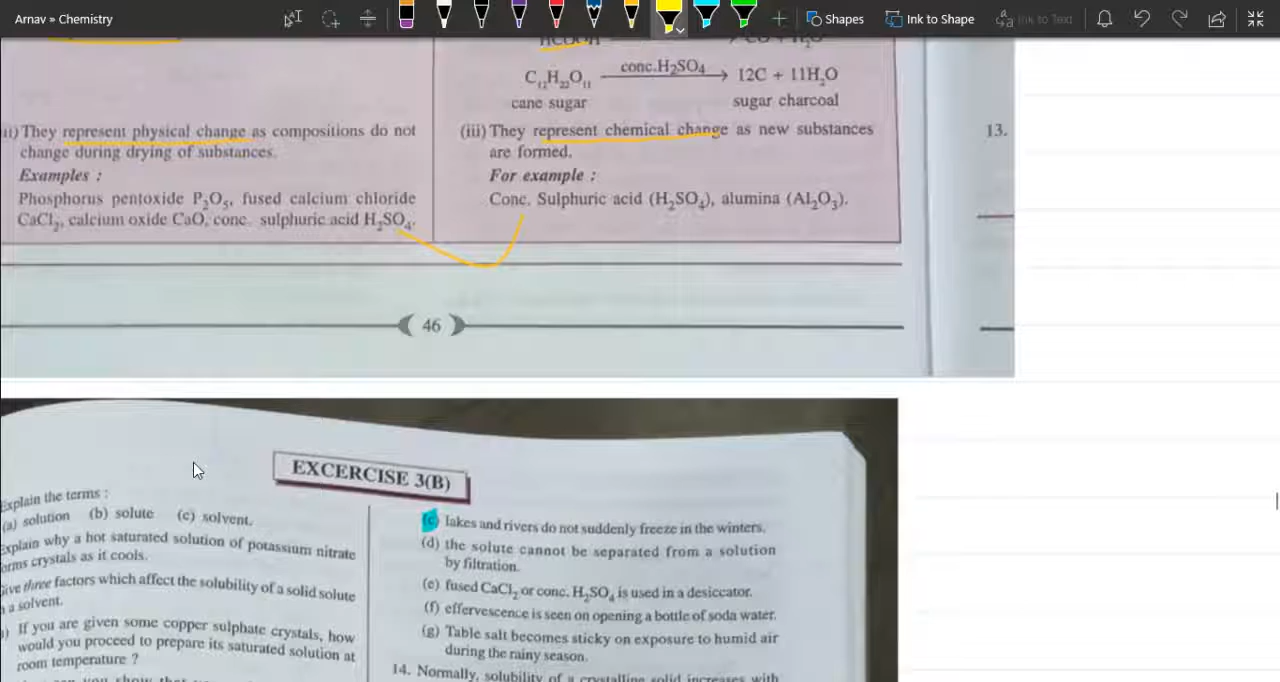 Arnav » Chemistry
Shapes
Ink to Shape
Ink to Text
HCOOH → CO + H₂O
C₁₂H₂₂O₁₁ conc.H₂SO₄ → 12C + 11H₂O
cane sugar sugar charcoal
ii) They represent physical change as compositions do not
change during drying of substances.
Examples :
Phosphorus pentoxide P₂O₅, fused calcium chloride
CaCl₂, calcium oxide CaO, conc. sulphuric acid H₂SO₄.
(iii) They represent chemical change as new substances
are formed.
For example :
Conc. Sulphuric acid (H₂SO₄), alumina (Al₂O₃).
13.
46
EXCERCISE 3(B)
Explain the terms :
(a) solution (b) solute (c) solvent.
Explain why a hot saturated solution of potassium nitrate
forms crystals as it cools.
Give three factors which affect the solubility of a solid solute
a solvent.
) If you are given some copper sulphate crystals, how
would you proceed to prepare its saturated solution at
room temperature ?
you show that
(c) lakes and rivers do not suddenly freeze in the winters.
(d) the solute cannot be separated from a solution
by filtration.
(e) fused CaCl₂ or conc. H₂SO₄ is used in a desiccator.
(f) effervescence is seen on opening a bottle of soda water.
(g) Table salt becomes sticky on exposure to humid air
during the rainy season.
14. Normally, solubility of a crystalline solid increases with